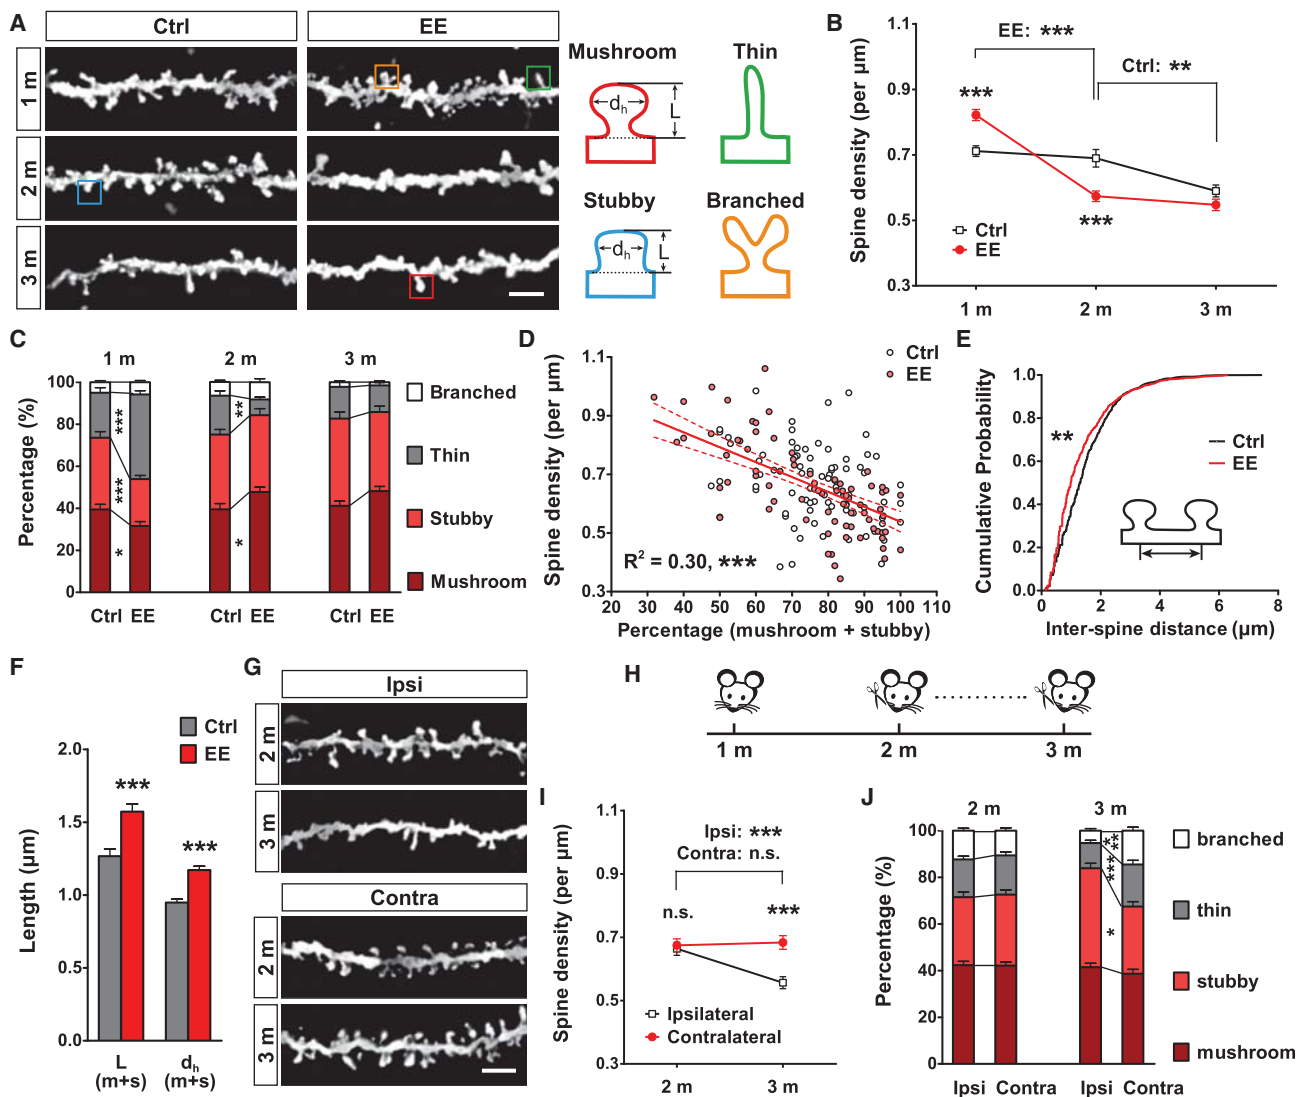 A
Ctrl
EE
1 m
2 m
3 m
Mushroom
Thin
dh
L
Stubby
Branched
dh
L
B
Spine density (per µm)
1.1
0.9
0.7
0.5
0.3
EE: ***
Ctrl: **
***
***
Ctrl
EE
1 m
2 m
3 m
C
Percentage (%)
100
80
60
40
20
0
1 m
2 m
3 m
***
***
*
**
*
Ctrl EE
Ctrl EE
Ctrl EE
Branched
Thin
Stubby
Mushroom
D
Spine density (per µm)
1.1
0.9
0.7
0.5
0.3
Ctrl
EE
R² = 0.30, ***
20 30 40 50 60 70 80 90 100 110
Percentage (mushroom + stubby)
E
Cumulative Probability
1.0
0.8
0.6
0.4
0.2
0.0
**
Ctrl
EE
0 2 4 6 8
Inter-spine distance (µm)
F
Ctrl
EE
Length (µm)
2.0
1.5
1.0
0.5
0.0
***
***
L
(m+s)
dh
(m+s)
G
Ipsi
2 m
3 m
Contra
2 m
3 m
H
1 m
2 m
3 m
I
Spine density (per µm)
1.1
0.9
0.7
0.5
0.3
Ipsi: ***
Contra: n.s.
n.s.
***
Ipsilateral
Contralateral
2 m
3 m
J
Percentage (%)
100
80
60
40
20
0
2 m
3 m
**
***
*
Ipsi Contra
Ipsi Contra
branched
thin
stubby
mushroom